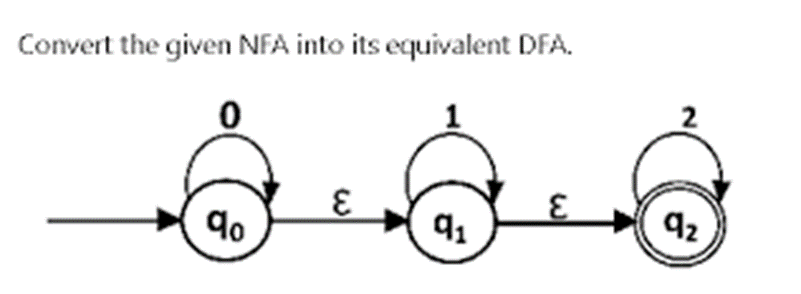 Convert the given NFA into its equivalent DFA.
0 1 2
ε ε
q₀ q₁ q₂